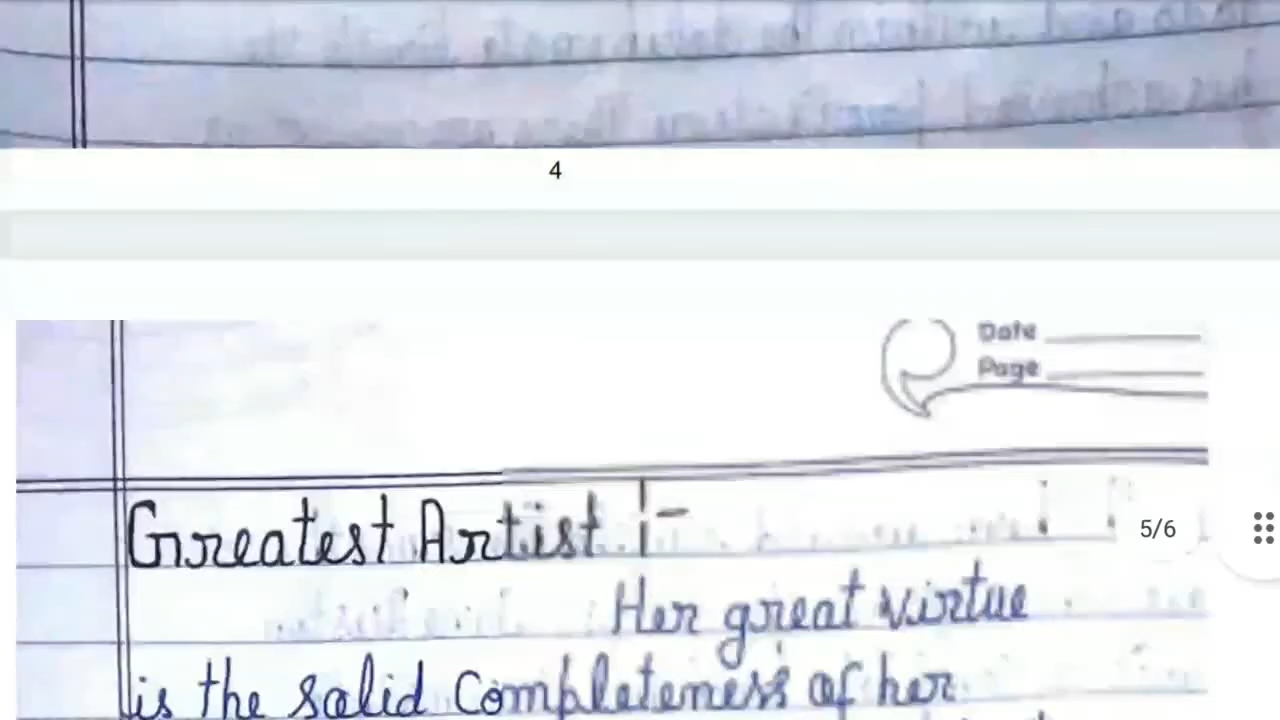 4
Date
Page
Greatest Artist :-
5/6
Her great virtue
is the solid Completeness of her